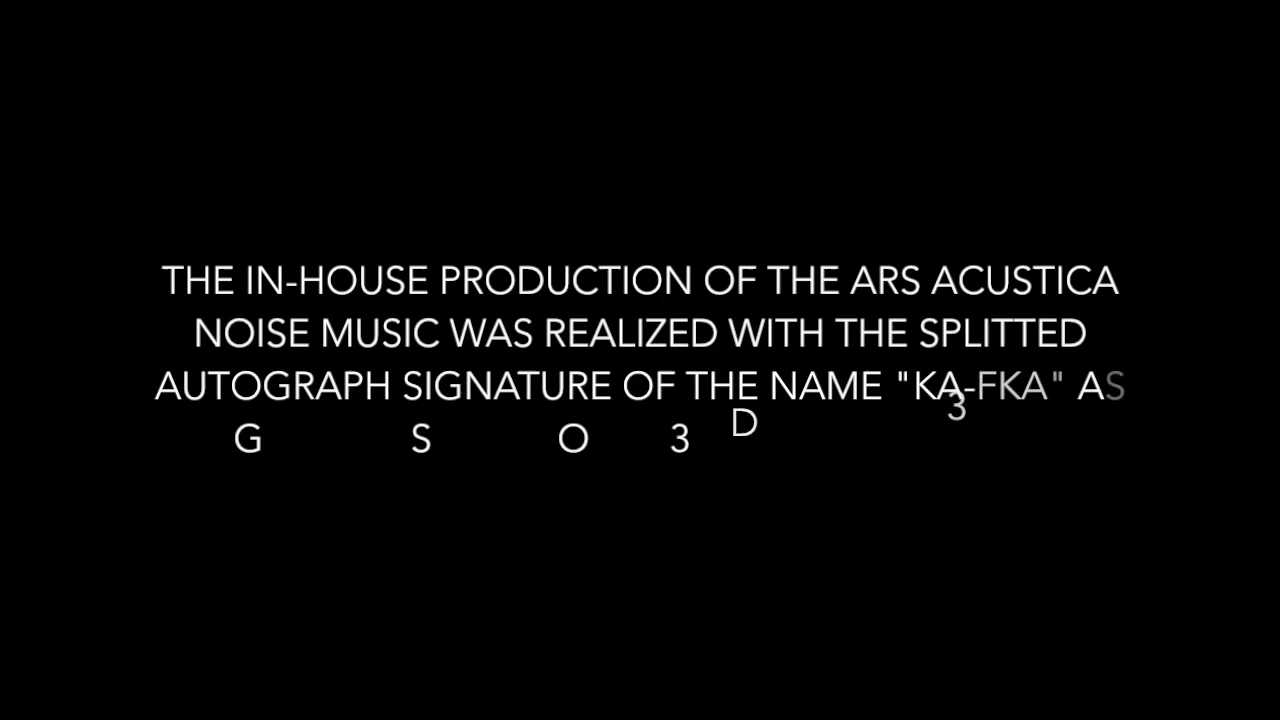 THE IN-HOUSE PRODUCTION OF THE ARS ACUSTICA
NOISE MUSIC WAS REALIZED WITH THE SPLITTED
AUTOGRAPH SIGNATURE OF THE NAME "KA-FKA" AS
3
G S O 3 D